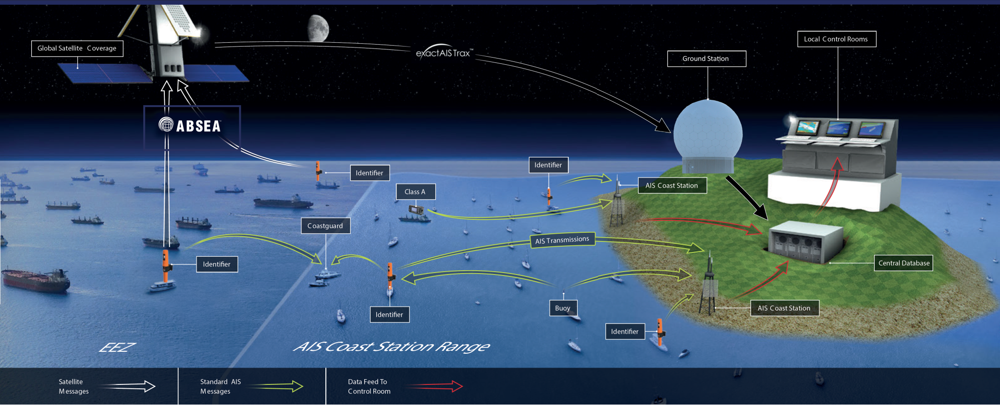 Global Satellite Coverage
exactAIS Trax™
Ground Station
Local Control Rooms
ABSEA™
Identifier
Identifier
Class A
AIS Coast Station
Coastguard
AIS Transmissions
Identifier
Central Database
Identifier
Buoy
AIS Coast Station
Identifier
EEZ
AIS Coast Station Range
Satellite
Messages
Standard AIS
Messages
Data Feed To
Control Room